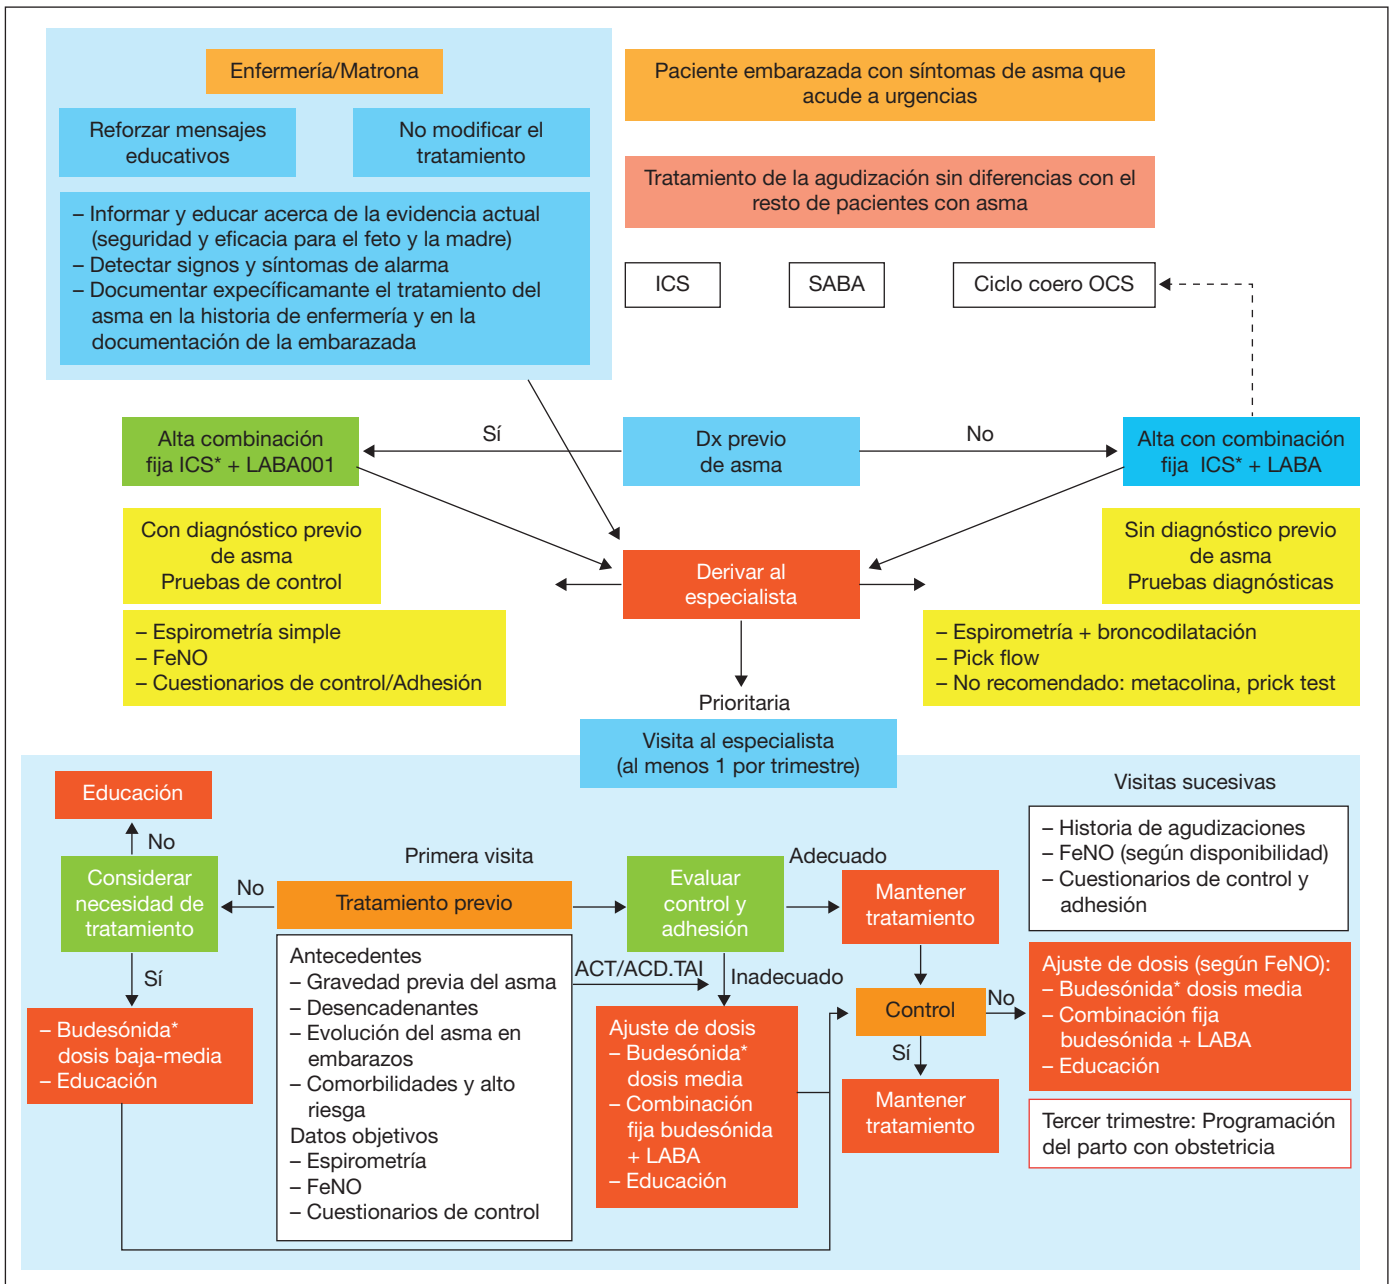 Enfermería/Matrona
Reforzar mensajes
educativos
No modificar el
tratamiento
– Informar y educar acerca de la evidencia actual
(seguridad y eficacia para el feto y la madre)
– Detectar signos y síntomas de alarma
– Documentar expecíficamante el tratamiento del
asma en la historia de enfermería y en la
documentación de la embarazada
Paciente embarazada con síntomas de asma que
acude a urgencias
Tratamiento de la agudización sin diferencias con el
resto de pacientes con asma
ICS
SABA
Ciclo coero OCS
Alta combinación
fija ICS* + LABA001
Sí
Dx previo
de asma
No
Alta con combinación
fija ICS* + LABA
Con diagnóstico previo
de asma
Pruebas de control
– Espirometría simple
– FeNO
– Cuestionarios de control/Adhesión
Derivar al
especialista
Sin diagnóstico previo
de asma
Pruebas diagnósticas
– Espirometría + broncodilatación
– Pick flow
– No recomendado: metacolina, prick test
Prioritaria
Visita al especialista
(al menos 1 por trimestre)
Educación
No
Considerar
necesidad de
tratamiento
No
Sí
– Budesónida*
dosis baja-media
– Educación
Primera visita
Tratamiento previo
Antecedentes
– Gravedad previa del asma
– Desencadenantes
– Evolución del asma en
embarazos
– Comorbilidades y alto
riesga
Datos objetivos
– Espirometría
– FeNO
– Cuestionarios de control
ACT/ACD.TAI
Evaluar
control y
adhesión
Adecuado
Inadecuado
Ajuste de dosis
– Budesónida*
dosis media
– Combinación
fija budesónida
+ LABA
– Educación
Mantener
tratamiento
Control
No
Sí
Mantener
tratamiento
Visitas sucesivas
– Historia de agudizaciones
– FeNO (según disponibilidad)
– Cuestionarios de control y
adhesión
Ajuste de dosis (según FeNO):
– Budesónida* dosis media
– Combinación fija
budesónida + LABA
– Educación
Tercer trimestre: Programación
del parto con obstetricia